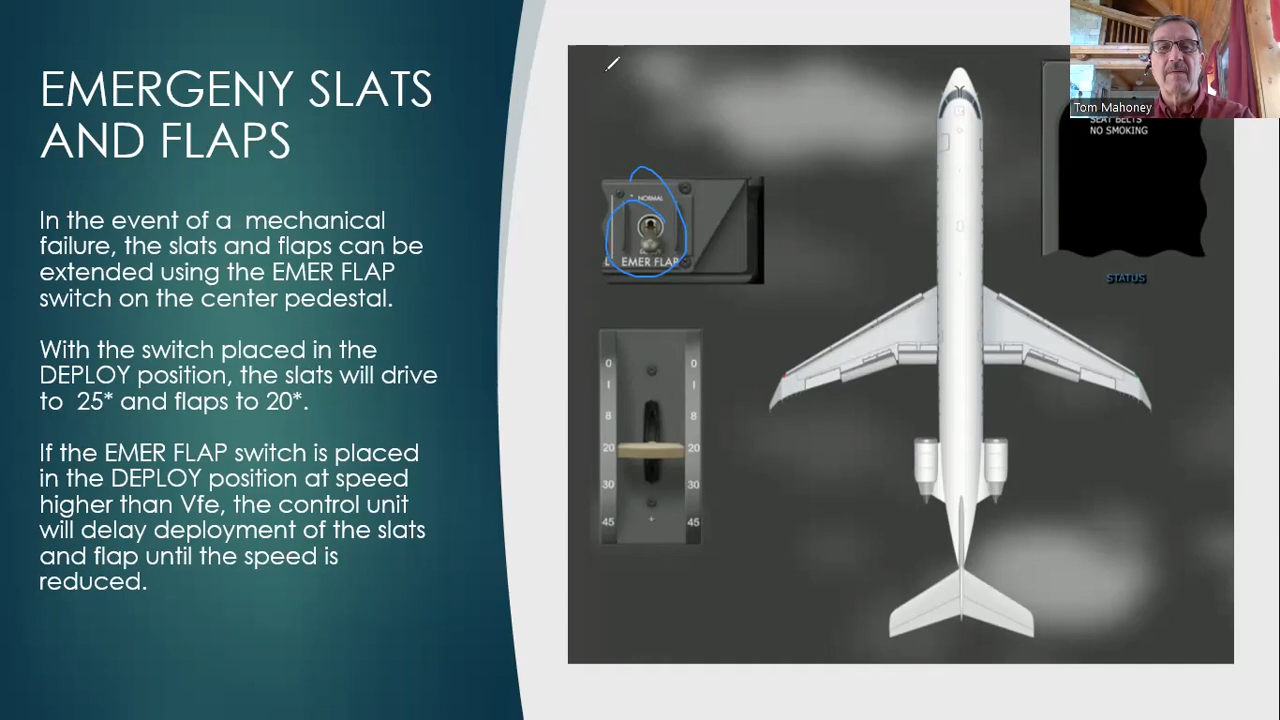 EMERGENY SLATS
AND FLAPS
In the event of a mechanical
failure, the slats and flaps can be
extended using the EMER FLAP
switch on the center pedestal.
With the switch placed in the
DEPLOY position, the slats will drive
to 25* and flaps to 20*.
If the EMER FLAP switch is placed
in the DEPLOY position at speed
higher than Vfe, the control unit
will delay deployment of the slats
and flap until the speed is
reduced.
NORMAL
EMER FLAP
0 0
1 1
8 8
20 20
30 30
45 45
Tom Mahoney
SEAT BELTS
NO SMOKING
STATUS